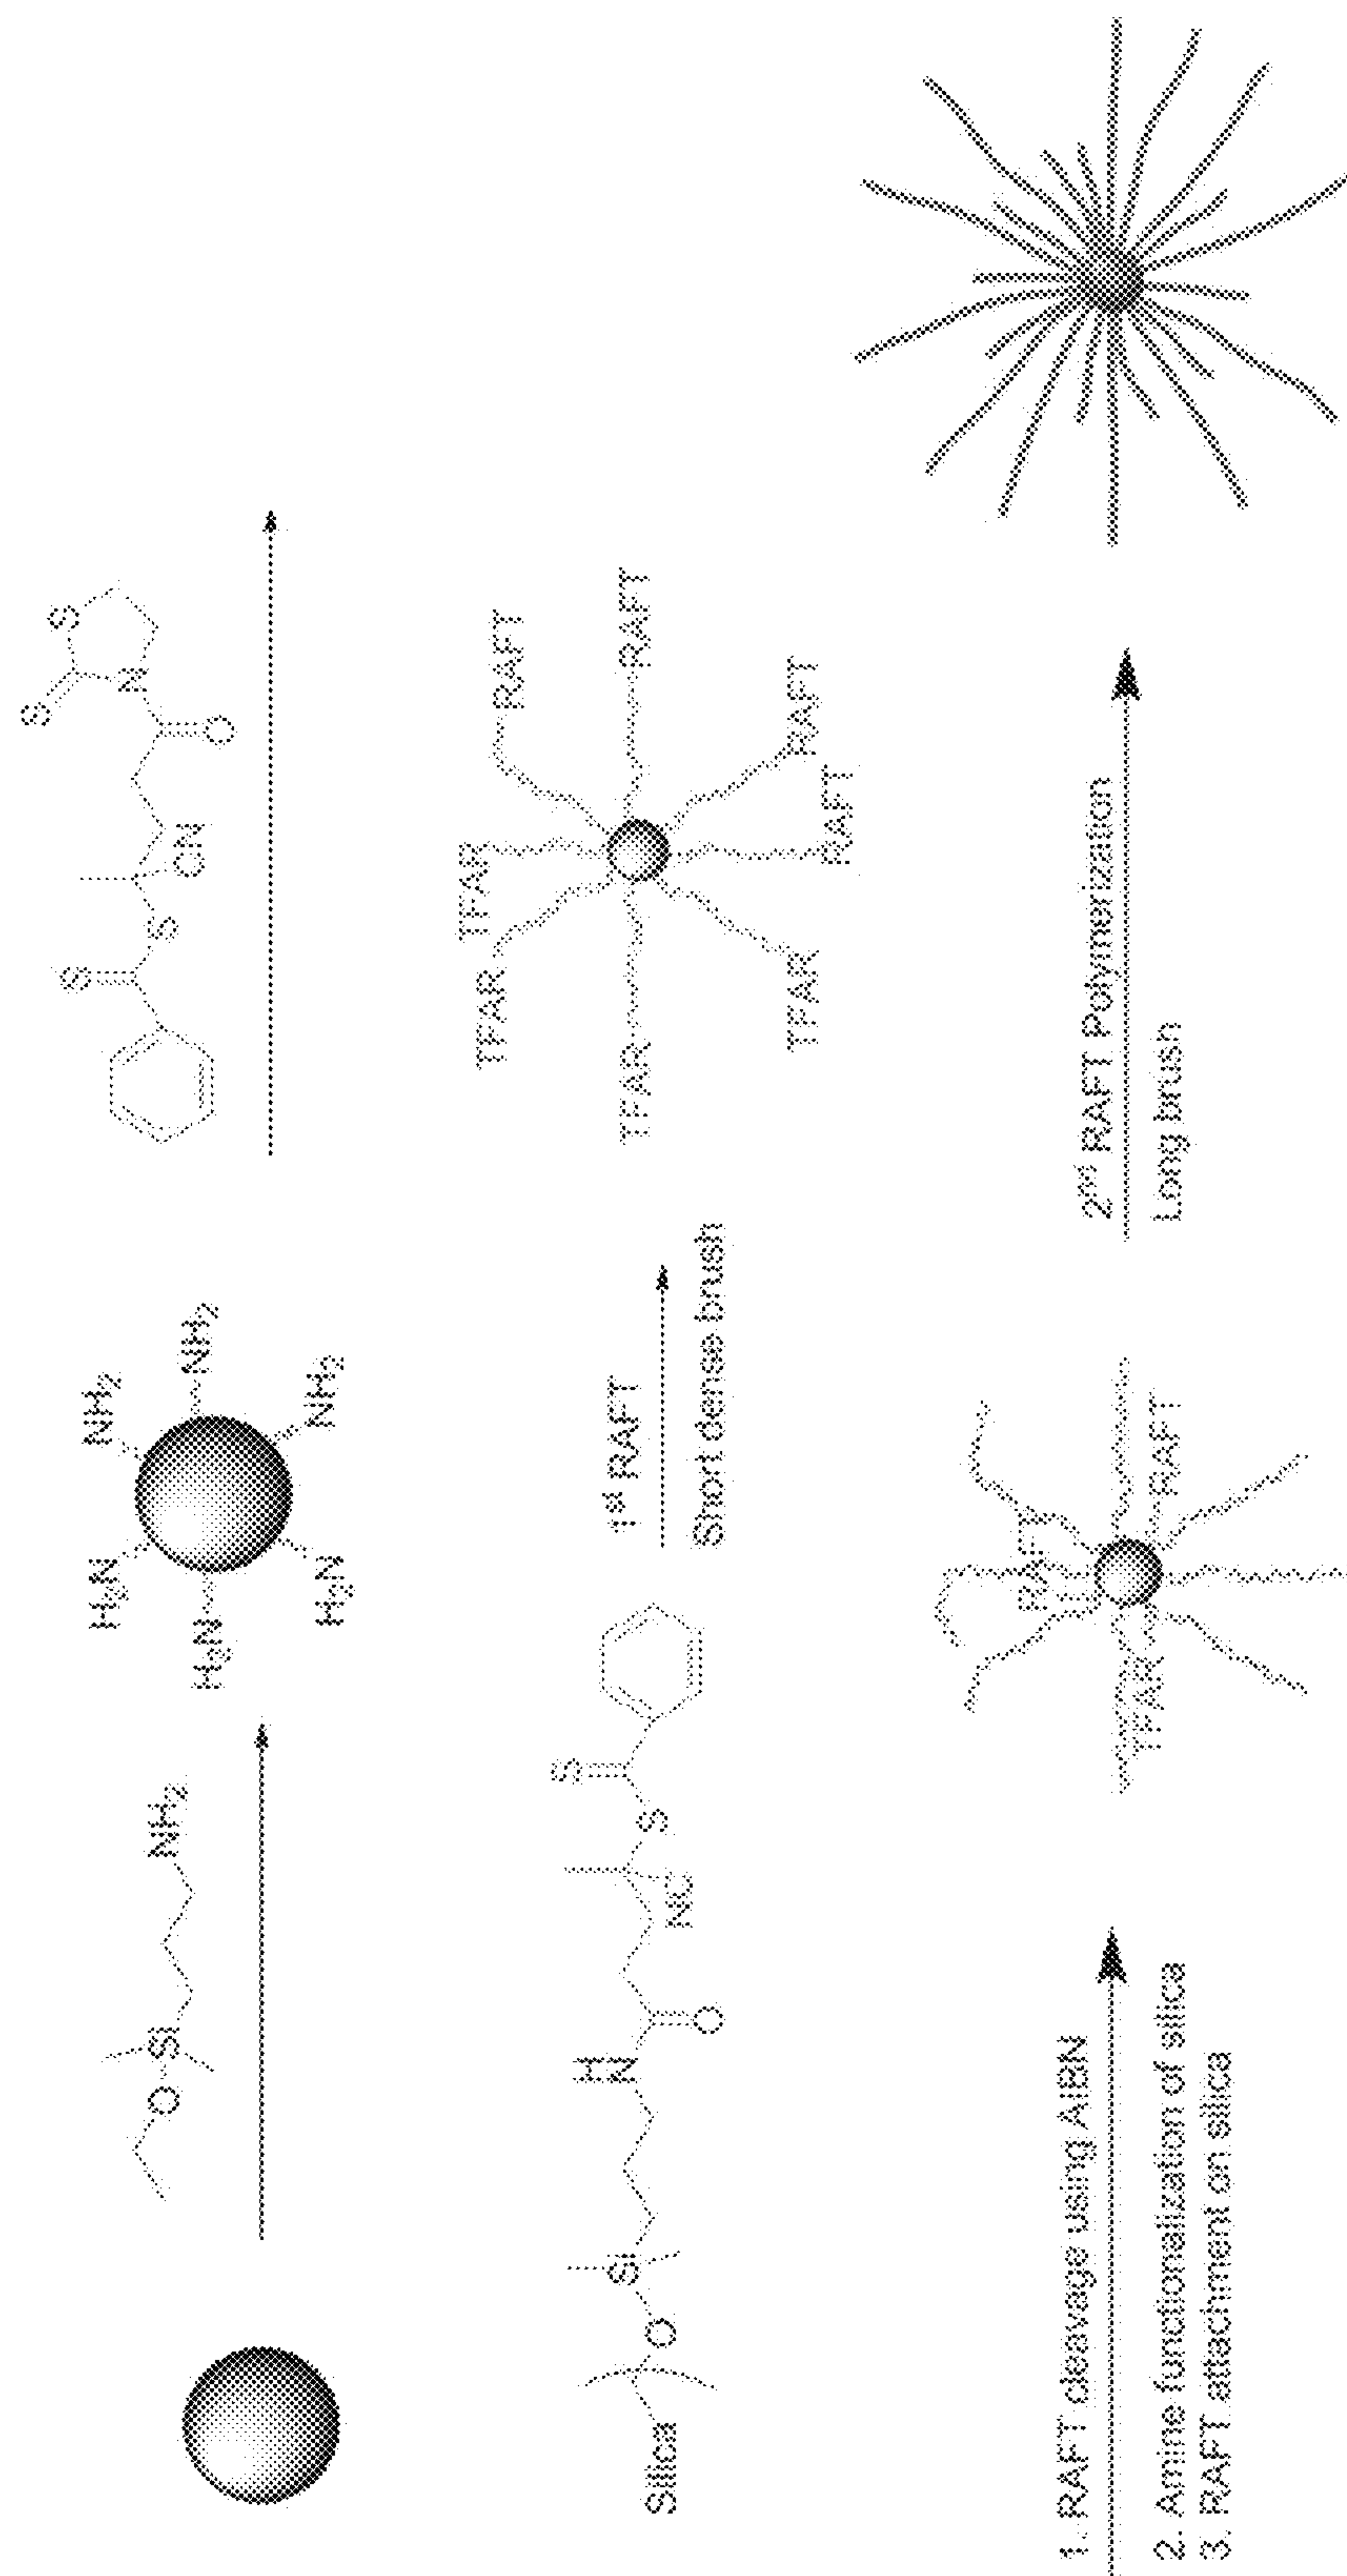 NH₂
O Si
H₂N NH₂
H₂N NH₂
H₂N NH₂
S S
S CN N
O
Silica O Si
H
N
O
NC S
S
1st RAFT
Short dense brush
TFAR RAFT
TFAR
TFAR RAFT
TFAR RAFT
RAFT
1. RAFT cleavage using AIBN
2. Amine functionalization of silica
3. RAFT attachment on silica
RAFT
TFAR RAFT
2nd RAFT Polymerization
Long brush